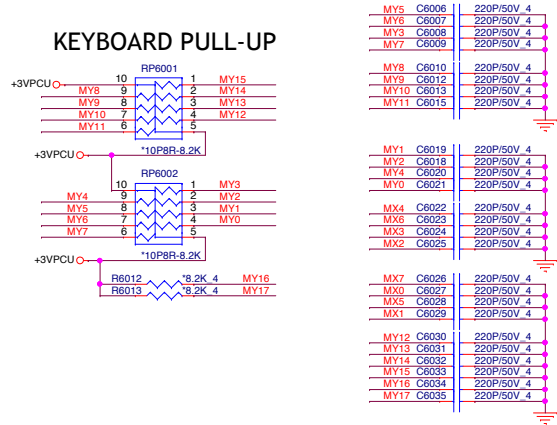 KEYBOARD PULL-UP
RP6001
+3VPCU 10 1 MY15
MY8 9 2 MY14
MY9 8 3 MY13
MY10 7 4 MY12
MY11 6 5
+3VPCU *10P8R-8.2K
RP6002
10 1 MY3
MY4 9 2 MY2
MY5 8 3 MY1
MY6 7 4 MY0
MY7 6 5
+3VPCU *10P8R-8.2K
R6012 *8.2K_4 MY16
R6013 *8.2K_4 MY17
MY5 C6006 220P/50V_4
MY6 C6007 220P/50V_4
MY3 C6008 220P/50V_4
MY7 C6009 220P/50V_4
MY8 C6010 220P/50V_4
MY9 C6012 220P/50V_4
MY10 C6013 220P/50V_4
MY11 C6015 220P/50V_4
MY1 C6019 220P/50V_4
MY2 C6018 220P/50V_4
MY4 C6020 220P/50V_4
MY0 C6021 220P/50V_4
MX4 C6022 220P/50V_4
MX6 C6023 220P/50V_4
MX3 C6024 220P/50V_4
MX2 C6025 220P/50V_4
MX7 C6026 220P/50V_4
MX0 C6027 220P/50V_4
MX5 C6028 220P/50V_4
MX1 C6029 220P/50V_4
MY12 C6030 220P/50V_4
MY13 C6031 220P/50V_4
MY14 C6032 220P/50V_4
MY15 C6033 220P/50V_4
MY16 C6034 220P/50V_4
MY17 C6035 220P/50V_4